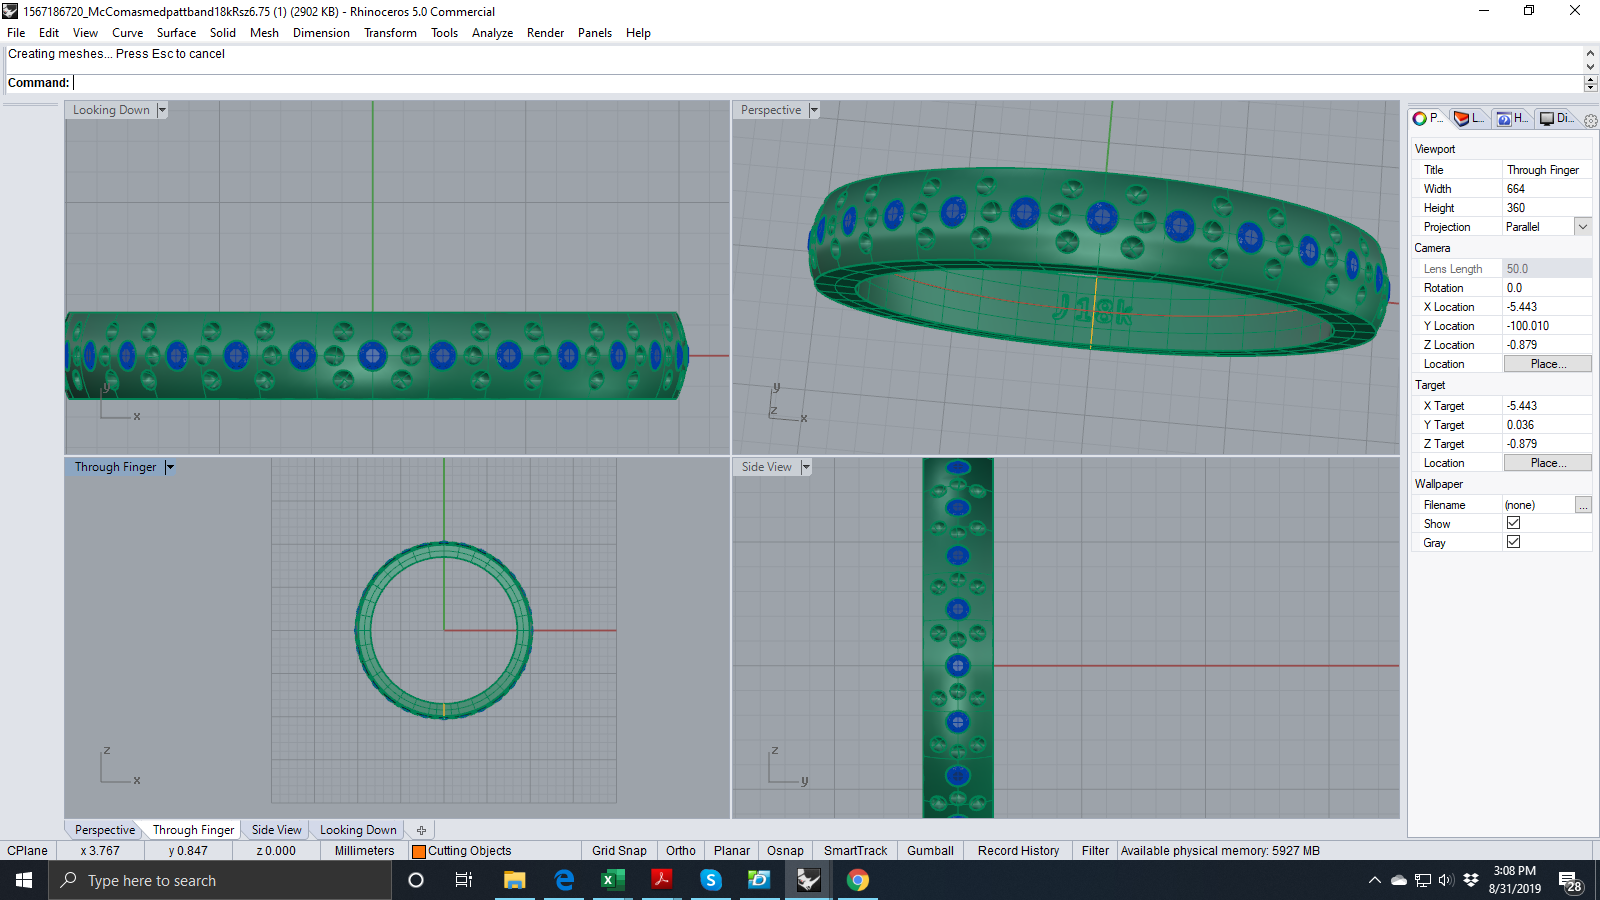 1567186720_McComasmedpattband18kRsz6.75 (1) (2902 KB) - Rhinoceros 5.0 Commercial
File Edit View Curve Surface Solid Mesh Dimension Transform Tools Analyze Render Panels Help
Creating meshes... Press Esc to cancel
Command:
Looking Down
Perspective
P... L... H... Di...
Viewport
Title Through Finger
Width 664
Height 360
Projection Parallel
Camera
Lens Length 50.0
Rotation 0.0
X Location -5.443
Y Location -100.010
Z Location -0.879
Location Place...
Target
X Target -5.443
Y Target 0.036
Z Target -0.879
Location Place...
Wallpaper
Filename (none) ...
Show
Gray
J18k
y
x
y
z
x
Through Finger
Side View
z
x
z
y
Perspective Through Finger Side View Looking Down
CPlane x 3.767 y 0.847 z 0.000 Millimeters Cutting Objects Grid Snap Ortho Planar Osnap SmartTrack Gumball Record History Filter Available physical memory: 5927 MB
Type here to search
3:08 PM
8/31/2019
28